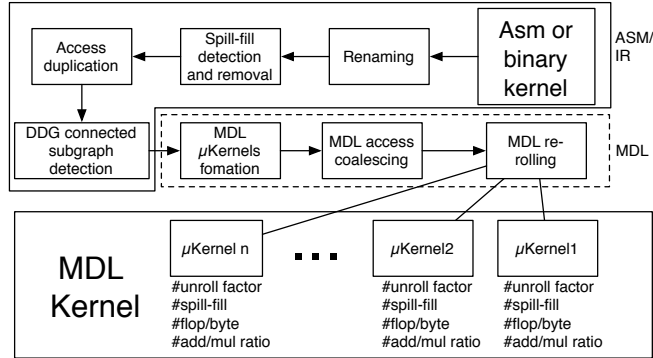 Access
duplication
Spill-fill
detection
and removal
Renaming
Asm or
binary
kernel
ASM/
IR
DDG connected
subgraph
detection
MDL
µKernels
fomation
MDL access
coalescing
MDL re-
rolling
MDL
MDL
Kernel
µKernel n
#unroll factor
#spill-fill
#flop/byte
#add/mul ratio
µKernel2
#unroll factor
#spill-fill
#flop/byte
#add/mul ratio
µKernel1
#unroll factor
#spill-fill
#flop/byte
#add/mul ratio